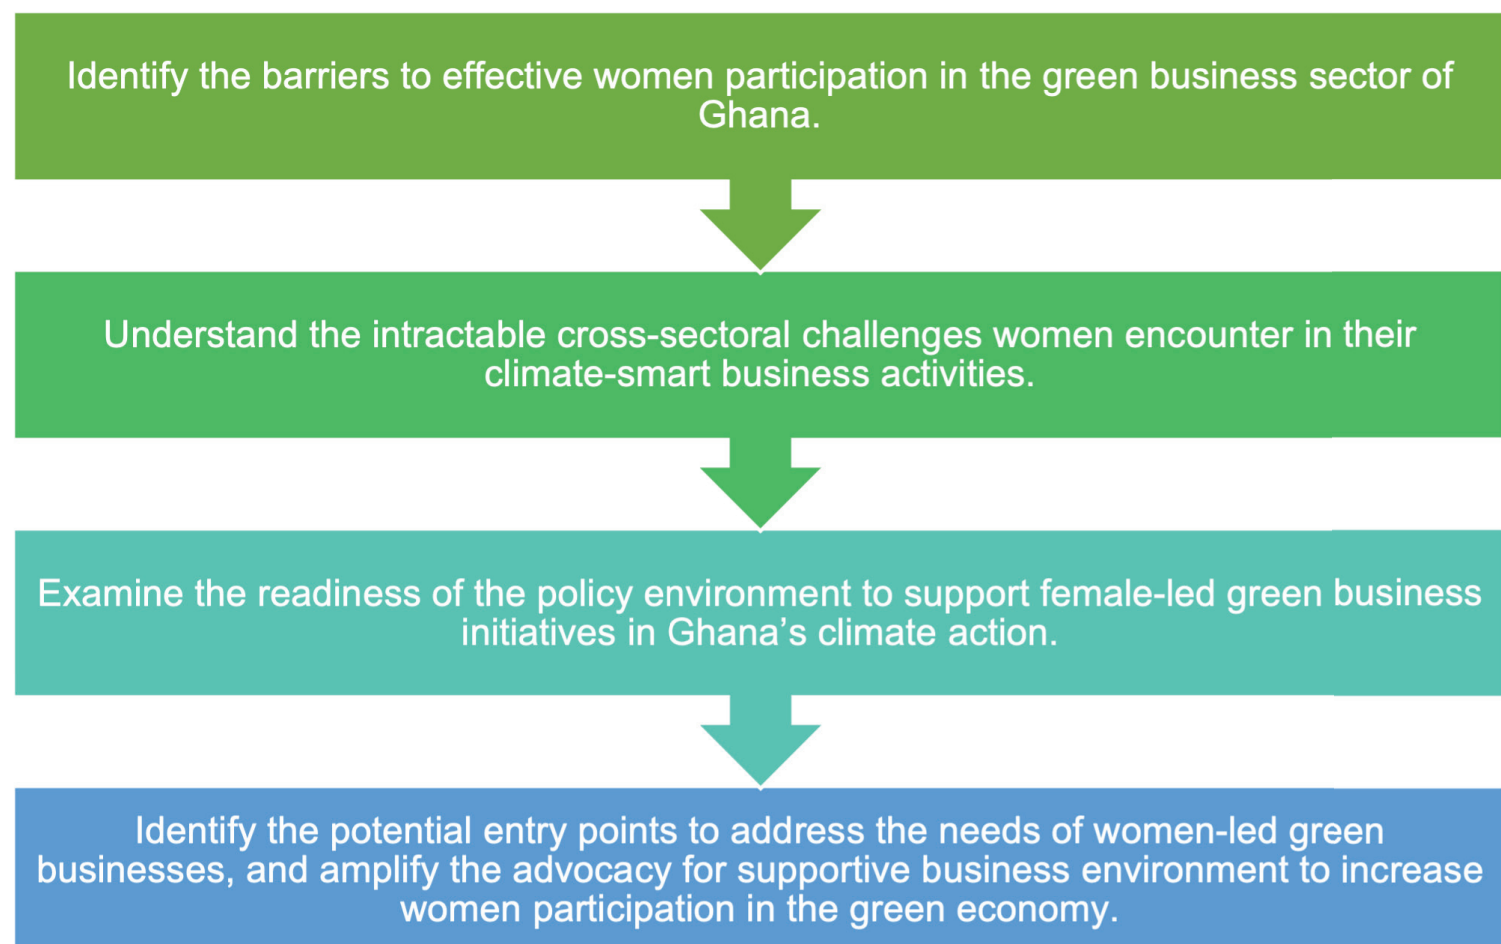 Identify the barriers to effective women participation in the green business sector of
Ghana.
Understand the intractable cross-sectoral challenges women encounter in their
climate-smart business activities.
Examine the readiness of the policy environment to support female-led green business
initiatives in Ghana’s climate action.
Identify the potential entry points to address the needs of women-led green
businesses, and amplify the advocacy for supportive business environment to increase
women participation in the green economy.